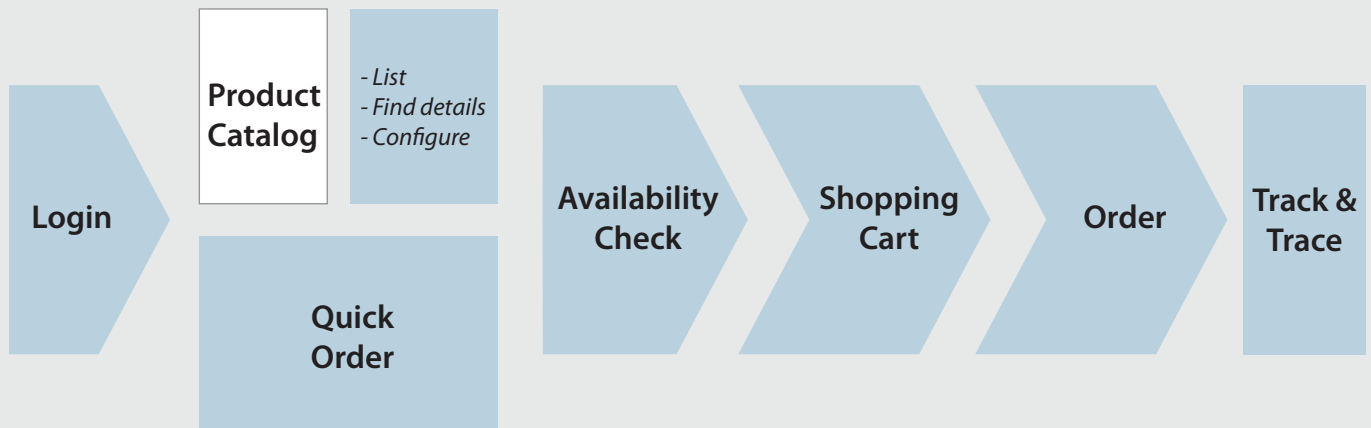 Login
Product
Catalog
- List
- Find details
- Configure
Quick
Order
Availability
Check
Shopping
Cart
Order
Track &
Trace